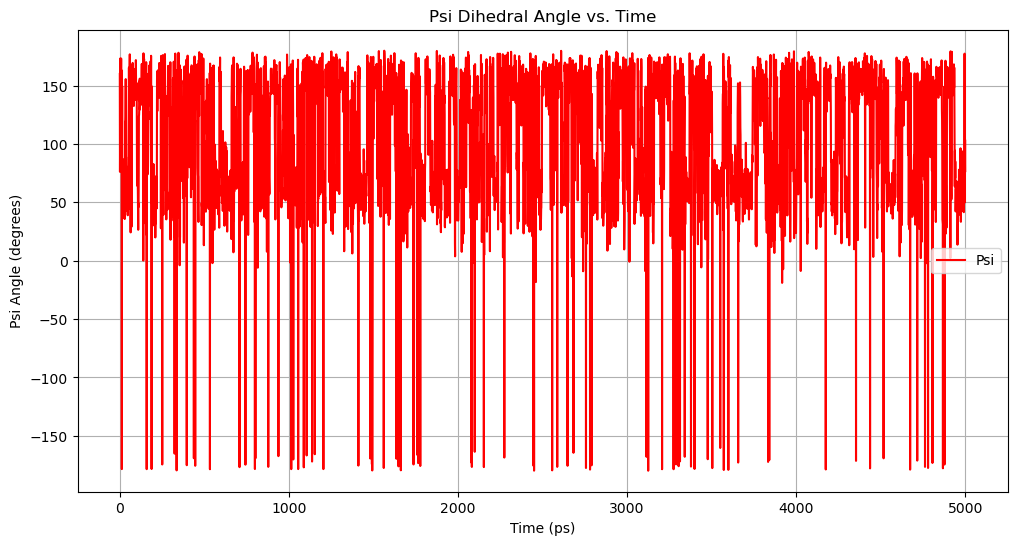 Psi Dihedral Angle vs. Time
Psi Angle (degrees)
150
100
50
0
−50
−100
−150
Psi
0 1000 2000 3000 4000 5000
Time (ps)